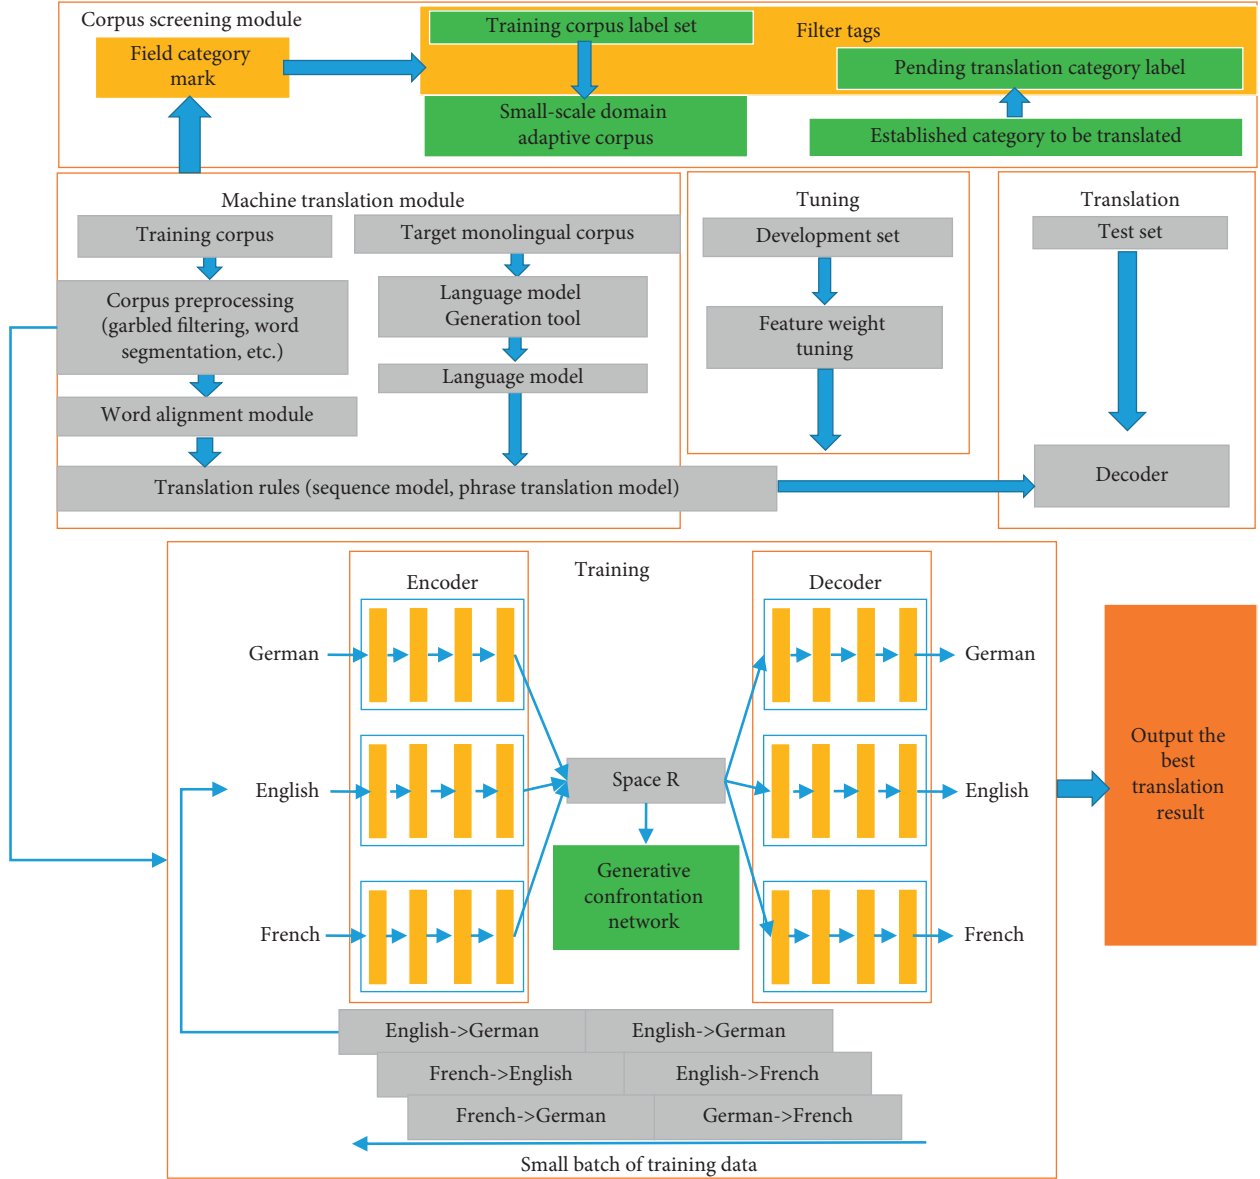 Corpus screening module
Field category
mark
Training corpus label set
Filter tags
Pending translation category label
Small-scale domain
adaptive corpus
Established category to be translated
Machine translation module
Training corpus
Target monolingual corpus
Corpus preprocessing
(garbled filtering, word
segmentation, etc.)
Language model
Generation tool
Language model
Word alignment module
Translation rules (sequence model, phrase translation model)
Tuning
Development set
Feature weight
tuning
Translation
Test set
Decoder
Training
Encoder
Decoder
German
German
English
Space R
English
Generative
confrontation
network
French
French
Output the
best
translation
result
English->German
English->German
French->English
English->French
French->German
German->French
Small batch of training data